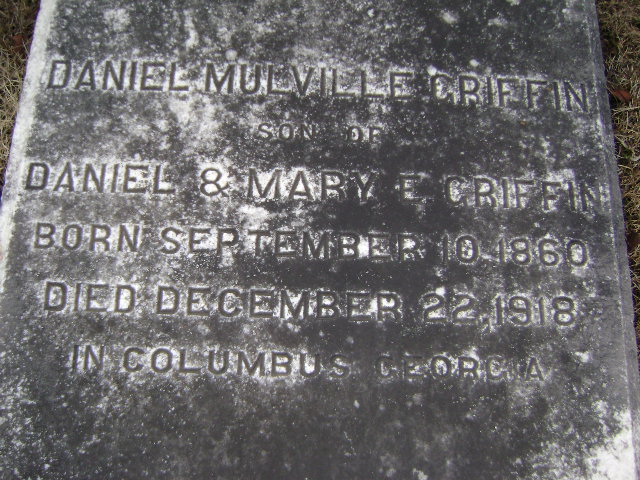 DANIEL MULVILLE GRIFFIN
SON OF
DANIEL & MARY E. GRIFFIN
BORN SEPTEMBER 10, 1860
DIED DECEMBER 22, 1918
IN COLUMBUS GEORGIA